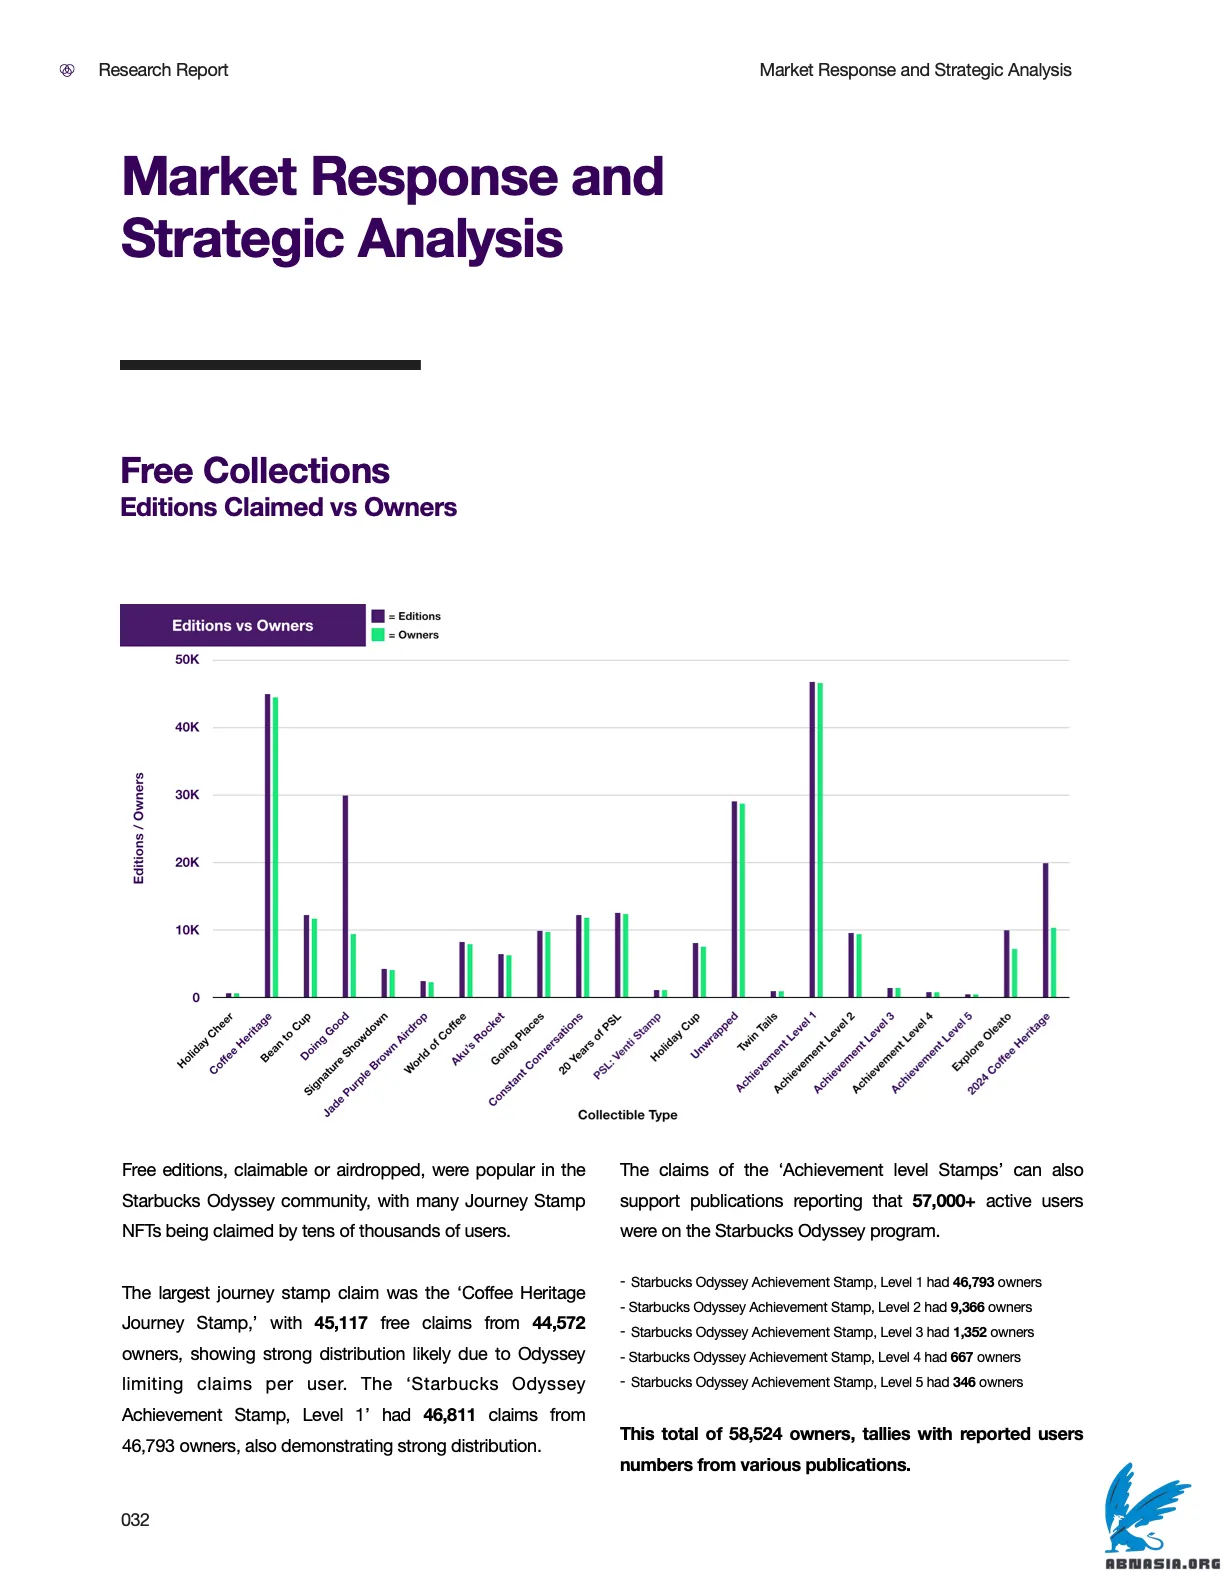 Research Report
Market Response and Strategic Analysis
Market Response and
Strategic Analysis
Free Collections
Editions Claimed vs Owners
Editions vs Owners
= Editions
= Owners
50K
40K
30K
20K
10K
0
Editions / Owners
Holiday Cheer
Coffee Heritage
Bean to Cup
Doing Good
Signature Showdown
Jade Purple Brown Airdrop
World of Coffee
Aku's Rocket
Going Places
Constant Conversations
20 Years of PSL
PSL: Venti Stamp
Holiday Cup
Unwrapped
Twin Tails
Achievement Level 1
Achievement Level 2
Achievement Level 3
Achievement Level 4
Achievement Level 5
Explore Oleato
2024 Coffee Heritage
Collectible Type
Free editions, claimable or airdropped, were popular in the
Starbucks Odyssey community, with many Journey Stamp
NFTs being claimed by tens of thousands of users.
The largest journey stamp claim was the ‘Coffee Heritage
Journey Stamp,’ with 45,117 free claims from 44,572
owners, showing strong distribution likely due to Odyssey
limiting claims per user. The ‘Starbucks Odyssey
Achievement Stamp, Level 1’ had 46,811 claims from
46,793 owners, also demonstrating strong distribution.
The claims of the ‘Achievement level Stamps’ can also
support publications reporting that 57,000+ active users
were on the Starbucks Odyssey program.
- Starbucks Odyssey Achievement Stamp, Level 1 had 46,793 owners
- Starbucks Odyssey Achievement Stamp, Level 2 had 9,366 owners
- Starbucks Odyssey Achievement Stamp, Level 3 had 1,352 owners
- Starbucks Odyssey Achievement Stamp, Level 4 had 667 owners
- Starbucks Odyssey Achievement Stamp, Level 5 had 346 owners
This total of 58,524 owners, tallies with reported users
numbers from various publications.
032
ABNASIA.ORG